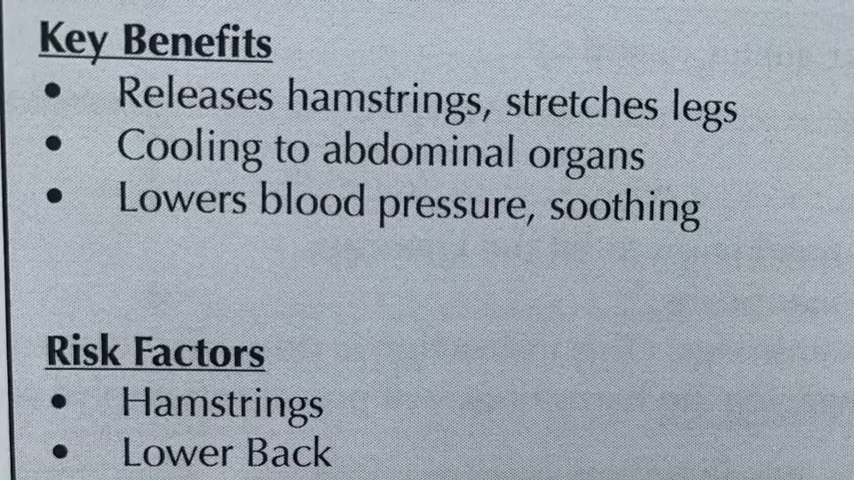 Key Benefits
• Releases hamstrings, stretches legs
• Cooling to abdominal organs
• Lowers blood pressure, soothing
Risk Factors
• Hamstrings
• Lower Back